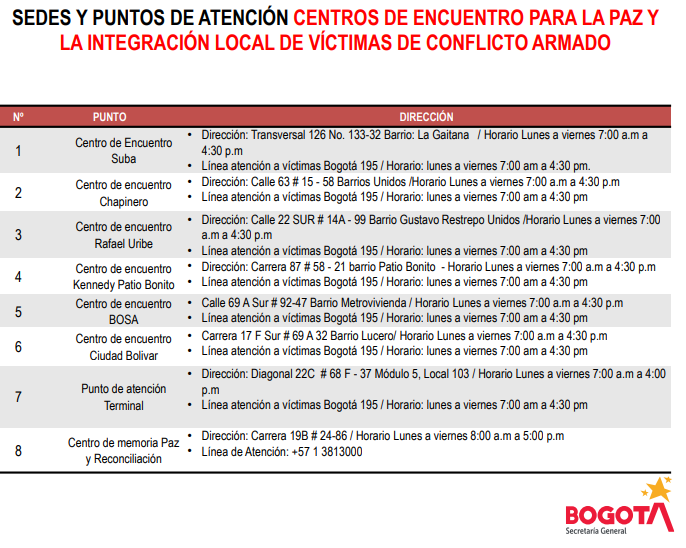 SEDES Y PUNTOS DE ATENCIÓN CENTROS DE ENCUENTRO PARA LA PAZ Y
LA INTEGRACIÓN LOCAL DE VÍCTIMAS DE CONFLICTO ARMADO
Nº PUNTO DIRECCIÓN
1
Centro de Encuentro
Suba
• Dirección: Transversal 126 No. 133-32 Barrio: La Gaitana / Horario Lunes a viernes 7:00 a.m a
4:30 p.m
• Línea atención a víctimas Bogotá 195 / Horario: lunes a viernes 7:00 am a 4:30 pm.
2
Centro de encuentro
Chapinero
• Dirección: Calle 63 # 15 - 58 Barrios Unidos /Horario Lunes a viernes 7:00 a.m a 4:30 p.m
• Línea atención a víctimas Bogotá 195 / Horario: lunes a viernes 7:00 am a 4:30 pm
3
Centro de encuentro
Rafael Uribe
• Dirección: Calle 22 SUR # 14A - 99 Barrio Gustavo Restrepo Unidos /Horario Lunes a viernes 7:00
a.m a 4:30 p.m
• Línea atención a víctimas Bogotá 195 / Horario: lunes a viernes 7:00 am a 4:30 pm
4
Centro de encuentro
Kennedy Patio Bonito
• Dirección: Carrera 87 # 58 - 21 barrio Patio Bonito - Horario Lunes a viernes 7:00 a.m a 4:30 p.m
• Línea atención a víctimas Bogotá 195 / Horario: lunes a viernes 7:00 am a 4:30 pm
5
Centro de encuentro
BOSA
• Calle 69 A Sur # 92-47 Barrio Metrovivienda / Horario Lunes a viernes 7:00 a.m a 4:30 p.m
• Línea atención a víctimas Bogotá 195 / Horario: lunes a viernes 7:00 am a 4:30 pm
6
Centro de encuentro
Ciudad Bolivar
• Carrera 17 F Sur # 69 A 32 Barrio Lucero/ Horario Lunes a viernes 7:00 a.m a 4:30 p.m
• Línea atención a víctimas Bogotá 195 / Horario: lunes a viernes 7:00 am a 4:30 pm
7
Punto de atención
Terminal
• Dirección: Diagonal 22C # 68 F - 37 Módulo 5, Local 103 / Horario Lunes a viernes 7:00 a.m a 4:00
p.m
• Línea atención a víctimas Bogotá 195 / Horario: lunes a viernes 7:00 am a 4:30 pm
8
Centro de memoria Paz
y Reconciliación
• Dirección: Carrera 19B # 24-86 / Horario Lunes a viernes 8:00 a.m a 5:00 p.m
• Línea de Atención: +57 1 3813000
BOGOTÁ
Secretaría General